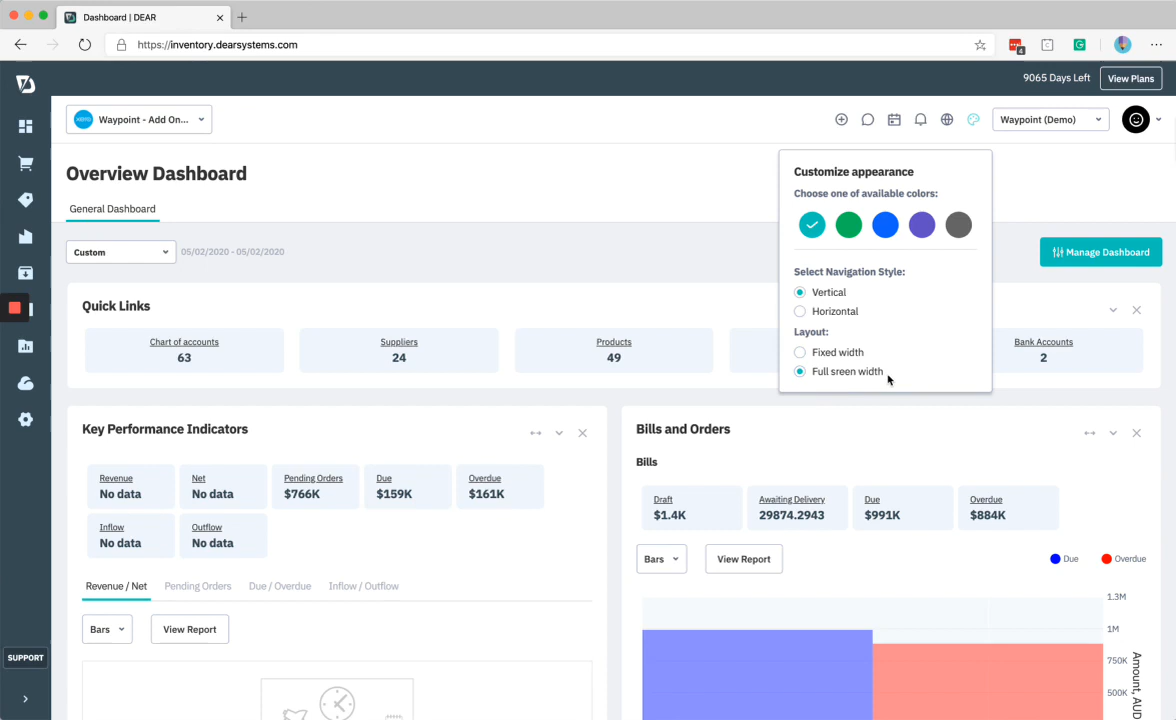 Dashboard | DEAR
https://inventory.dearsystems.com
4
9065 Days Left
View Plans
xero
Waypoint - Add On...
Waypoint (Demo)
Overview Dashboard
General Dashboard
Custom
05/02/2020 - 05/02/2020
Manage Dashboard
Customize appearance
Choose one of available colors:
Select Navigation Style:
Vertical
Horizontal
Layout:
Fixed width
Full sreen width
Quick Links
Chart of accounts
63
Suppliers
24
Products
49
Bank Accounts
2
Key Performance Indicators
Revenue
No data
Net
No data
Pending Orders
$766K
Due
$159K
Overdue
$161K
Inflow
No data
Outflow
No data
Revenue / Net
Pending Orders
Due / Overdue
Inflow / Outflow
Bars
View Report
Bills and Orders
Bills
Draft
$1.4K
Awaiting Delivery
29874.2943
Due
$991K
Overdue
$884K
Bars
View Report
Due
Overdue
1.3M
1M
750K
500K
Amount, AUD
SUPPORT